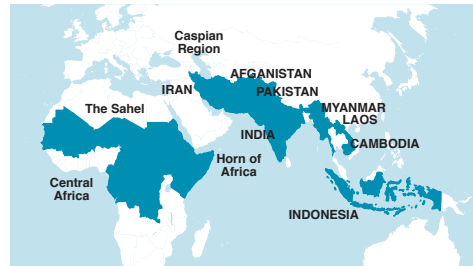 Caspian
Region
AFGANISTAN
IRAN
PAKISTAN
The Sahel
MYANMAR
LAOS
INDIA
CAMBODIA
Horn of
Africa
Central
Africa
INDONESIA